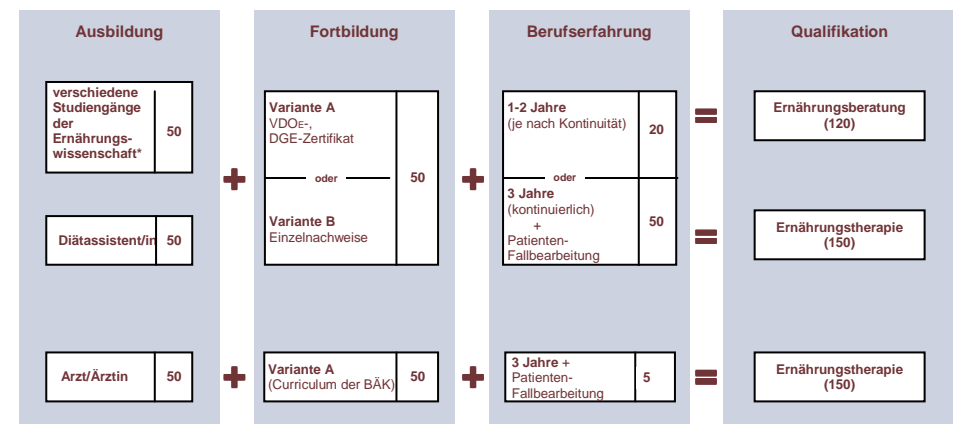 Ausbildung
Fortbildung
Berufserfahrung
Qualifikation
verschiedene
Studiengänge
der
Ernährungs-
wissenschaft*
50
Diätassistent/in
50
+
Variante A
VDOE-,
DGE-Zertifikat
oder
Variante B
Einzelnachweise
50
+
1-2 Jahre
(je nach Kontinuität)
20
oder
3 Jahre
(kontinuierlich)
+
Patienten-
Fallbearbeitung
50
=
Ernährungsberatung
(120)
=
Ernährungstherapie
(150)
Arzt/Ärztin
50
+
Variante A
(Curriculum der BÄK)
50
+
3 Jahre +
Patienten-
Fallbearbeitung
5
=
Ernährungstherapie
(150)